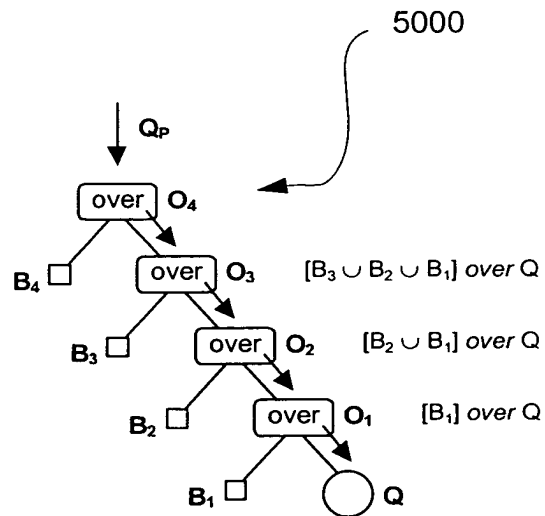 5000
Qₚ
over O₄
B₄
over O₃ [B₃ ∪ B₂ ∪ B₁] over Q
B₃
over O₂ [B₂ ∪ B₁] over Q
B₂
over O₁ [B₁] over Q
B₁ Q